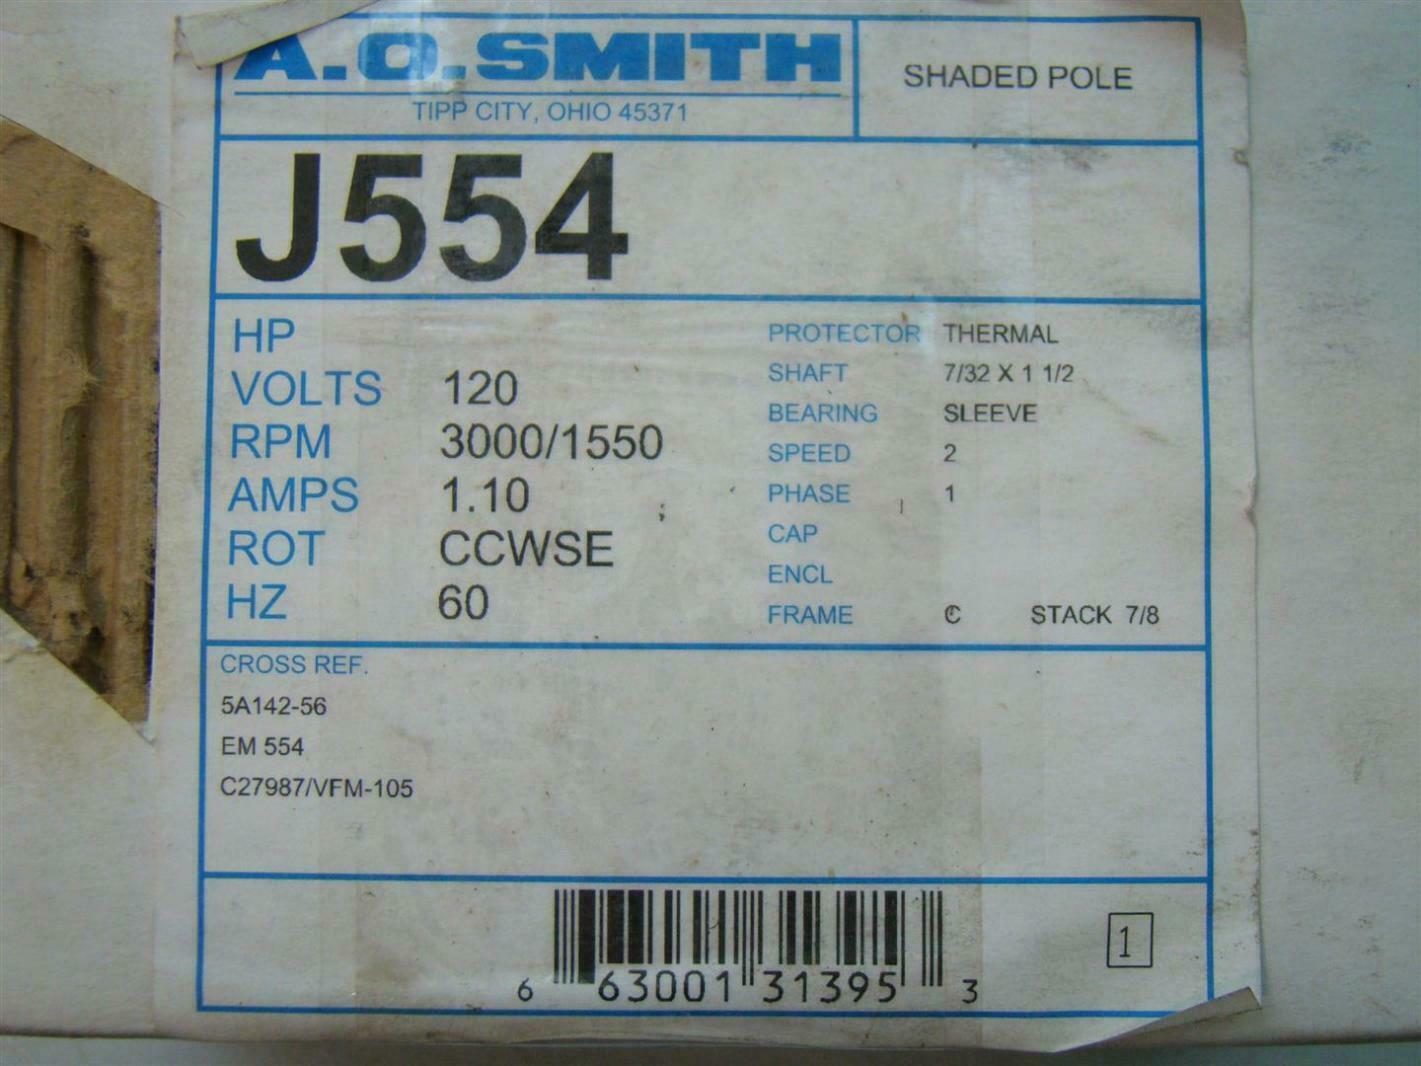 A.O.SMITH
TIPP CITY, OHIO 45371
SHADED POLE
J554
HP
VOLTS 120
RPM 3000/1550
AMPS 1.10
ROT CCWSE
HZ 60
PROTECTOR THERMAL
SHAFT 7/32 X 1 1/2
BEARING SLEEVE
SPEED 2
PHASE 1
CAP
ENCL
FRAME C STACK 7/8
CROSS REF.
5A142-56
EM 554
C27987/VFM-105
6 63001 31395 3
1